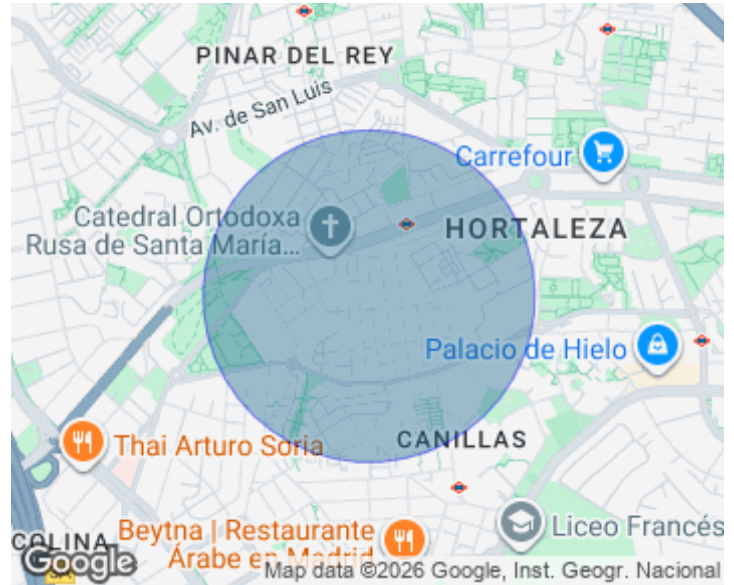 PINAR DEL REY
Av. de San Luis
Carrefour
Catedral Ortodoxa
Rusa de Santa María...
HORTALEZA
Palacio de Hielo
CANILLAS
Thai Arturo Soria
COLINA
Beytna | Restaurante
Árabe en Madrid
Liceo Francés
Google
Map data ©2026 Google, Inst. Geogr. Nacional